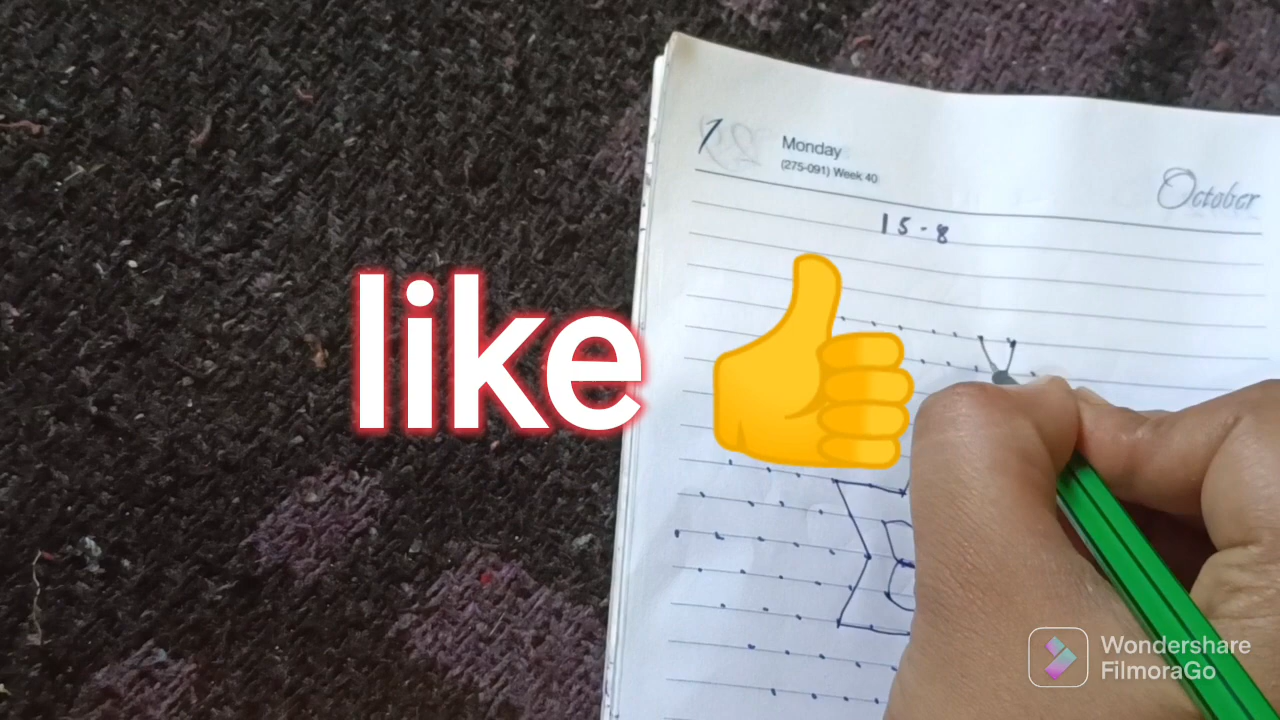 Monday
(275-091) Week 40
October
15-8
like 👍
Wondershare
FilmoraGo